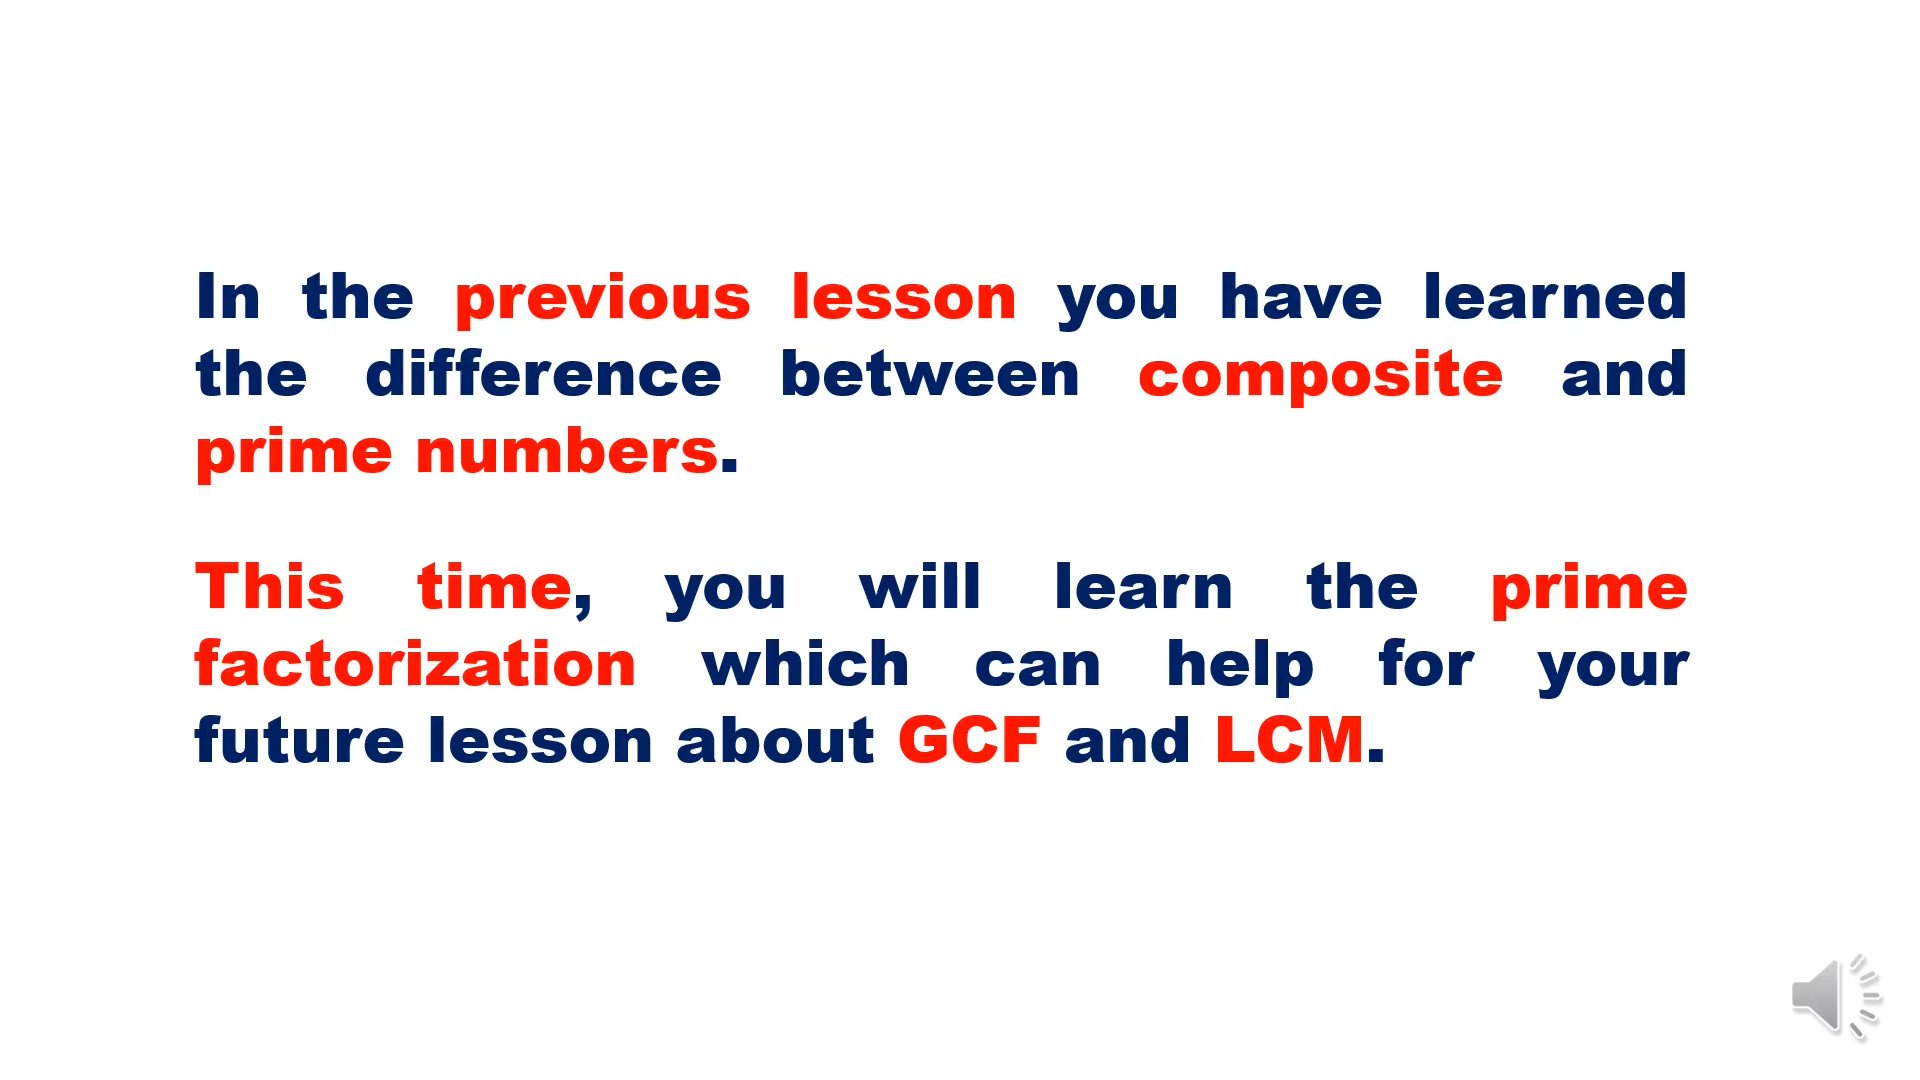 In the previous lesson you have learned
the difference between composite and
prime numbers.
This time, you will learn the prime
factorization which can help for your
future lesson about GCF and LCM.